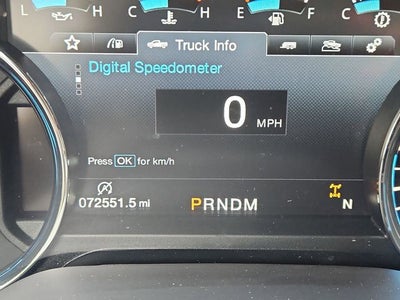 L H C H E F C
Truck Info
Digital Speedometer
0 MPH
Press OK for km/h
072551.5 mi PRNDM N